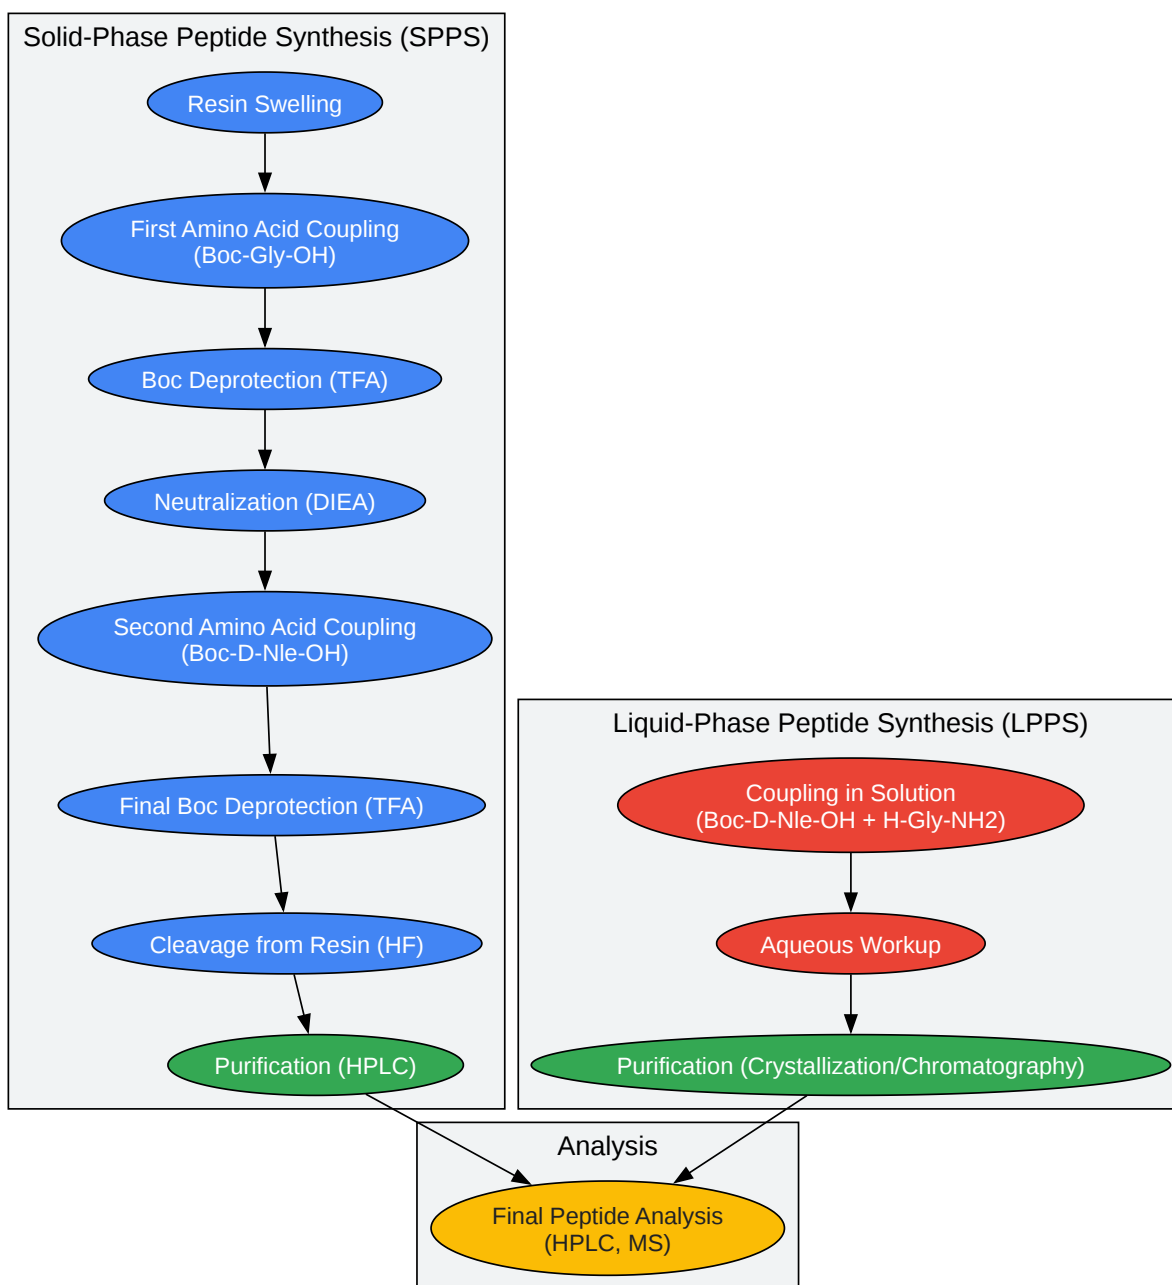 Solid-Phase Peptide Synthesis (SPPS)
Resin Swelling
First Amino Acid Coupling
(Boc-Gly-OH)
Boc Deprotection (TFA)
Neutralization (DIEA)
Second Amino Acid Coupling
(Boc-D-Nle-OH)
Final Boc Deprotection (TFA)
Cleavage from Resin (HF)
Purification (HPLC)
Liquid-Phase Peptide Synthesis (LPPS)
Coupling in Solution
(Boc-D-Nle-OH + H-Gly-NH2)
Aqueous Workup
Purification (Crystallization/Chromatography)
Analysis
Final Peptide Analysis
(HPLC, MS)